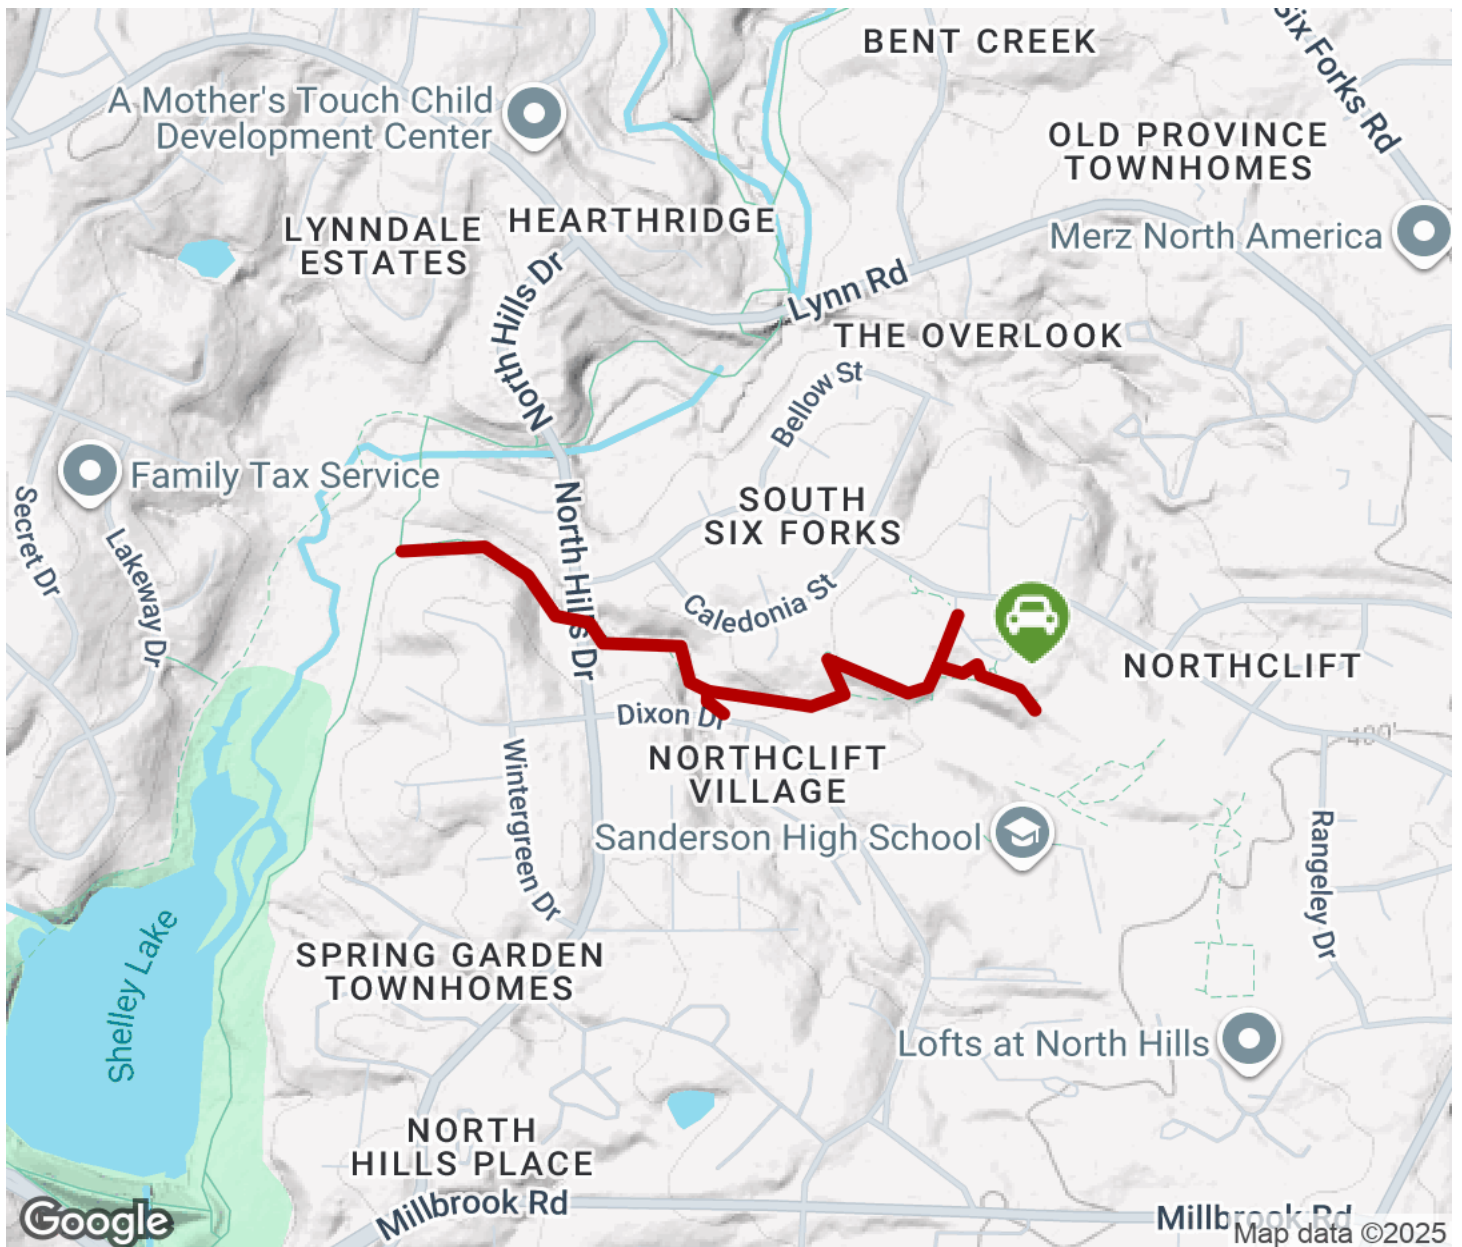 BENT CREEK
Six Forks Rd
A Mother's Touch Child
Development Center
OLD PROVINCE
TOWNHOMES
LYNNDALE
ESTATES
HEARTHRIDGE
Merz North America
North Hills Dr
Lynn Rd
THE OVERLOOK
Bellow St
Family Tax Service
SOUTH
SIX FORKS
Secret Dr
Lakeway Dr
North Hills Dr
Caledonia St
NORTHCLIFT
Dixon Dr
400'
NORTHCLIFT
VILLAGE
Wintergreen Dr
Sanderson High School
Rangeley Dr
Shelley Lake
SPRING GARDEN
TOWNHOMES
Lofts at North Hills
NORTH
HILLS PLACE
Millbrook Rd
Millbrook Rd
Google
Map data ©2025